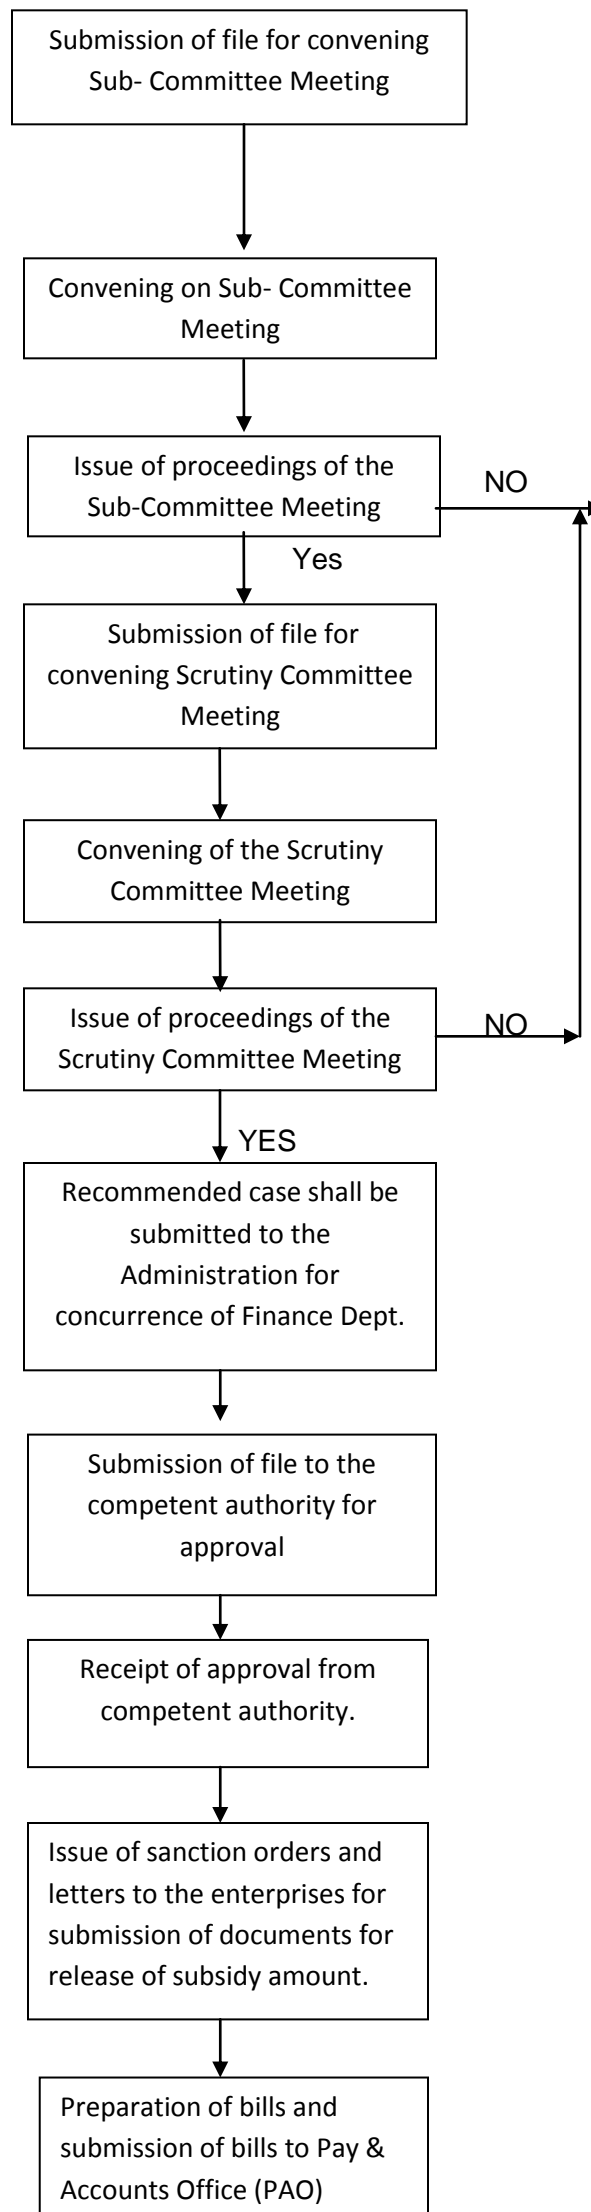 Submission of file for convening
Sub- Committee Meeting
Convening on Sub- Committee
Meeting
Issue of proceedings of the
Sub-Committee Meeting
NO
Yes
Submission of file for
convening Scrutiny Committee
Meeting
Convening of the Scrutiny
Committee Meeting
Issue of proceedings of the
Scrutiny Committee Meeting
NO
YES
Recommended case shall be
submitted to the
Administration for
concurrence of Finance Dept.
Submission of file to the
competent authority for
approval
Receipt of approval from
competent authority.
Issue of sanction orders and
letters to the enterprises for
submission of documents for
release of subsidy amount.
Preparation of bills and
submission of bills to Pay &
Accounts Office (PAO)